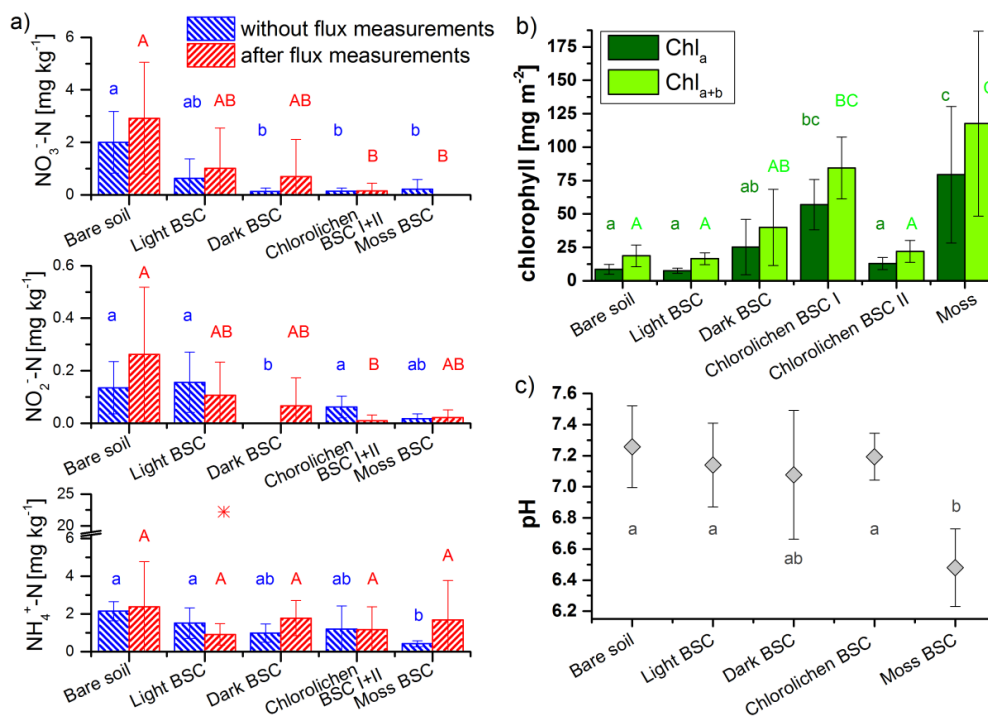 a)
without flux measurements
after flux measurements
NO3⁻-N [mg kg⁻¹]
6
4
2
0
a
A
ab
AB
b
AB
b
B
b
B
Bare soil
Light BSC
Dark BSC
Chlorolichen
BSC I+II
Moss BSC
NO2⁻-N [mg kg⁻¹]
0.6
0.4
0.2
0.0
a
A
a
AB
b
AB
a
B
ab
AB
Bare soil
Light BSC
Dark BSC
Chorolichen
BSC I+II
Moss BSC
NH4⁺-N [mg kg⁻¹]
25
20
6
4
2
0
a
A
a
A
ab
A
ab
A
b
A
Bare soil
Light BSC
Dark BSC
Chlorolichen
BSC I+II
Moss BSC
b)
Chla
Chla+b
chlorophyll [mg m⁻²]
175
150
125
100
75
50
25
0
a
A
a
A
ab
AB
bc
BC
a
A
c
Bare soil
Light BSC
Dark BSC
Chlorolichen BSC I
Chlorolichen BSC II
Moss
c)
pH
7.6
7.4
7.2
7.0
6.8
6.6
6.4
6.2
a
a
ab
a
b
Bare soil
Light BSC
Dark BSC
Chlorolichen BSC
Moss BSC